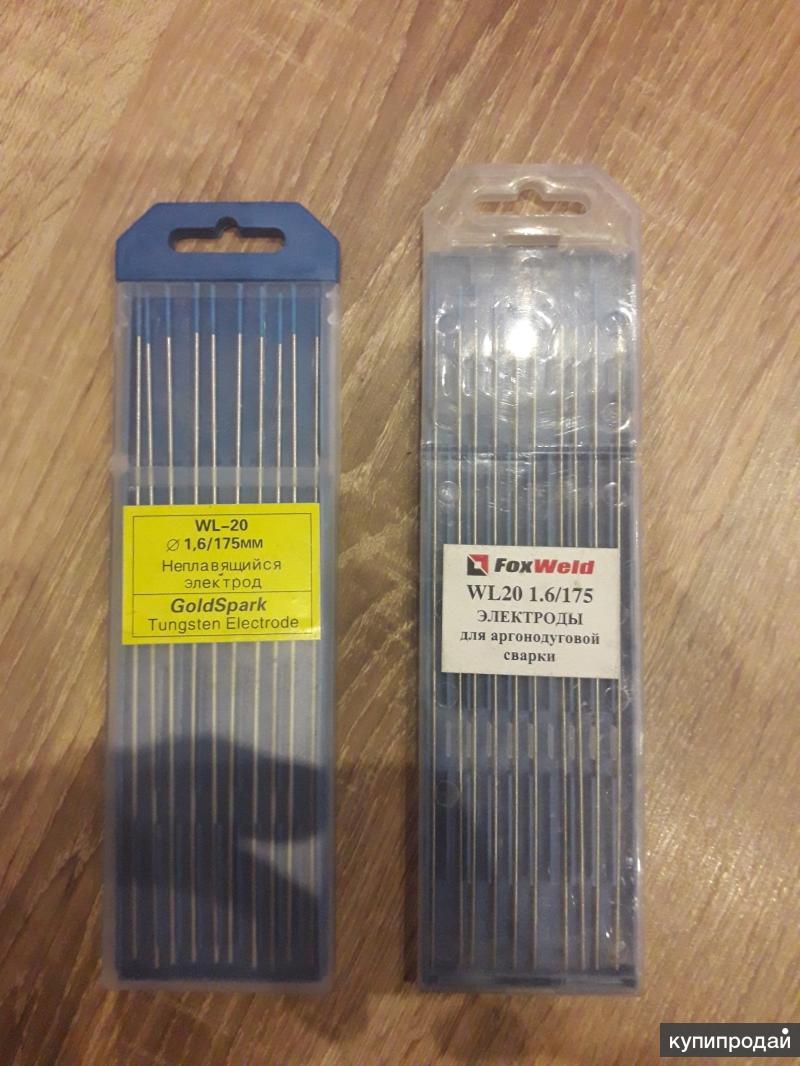 WL-20
∅ 1,6/175мм
Неплавящийся
электрод
GoldSpark
Tungsten Electrode
FoxWeld
WL20 1.6/175
ЭЛЕКТРОДЫ
для аргонодуговой
сварки
купипродай